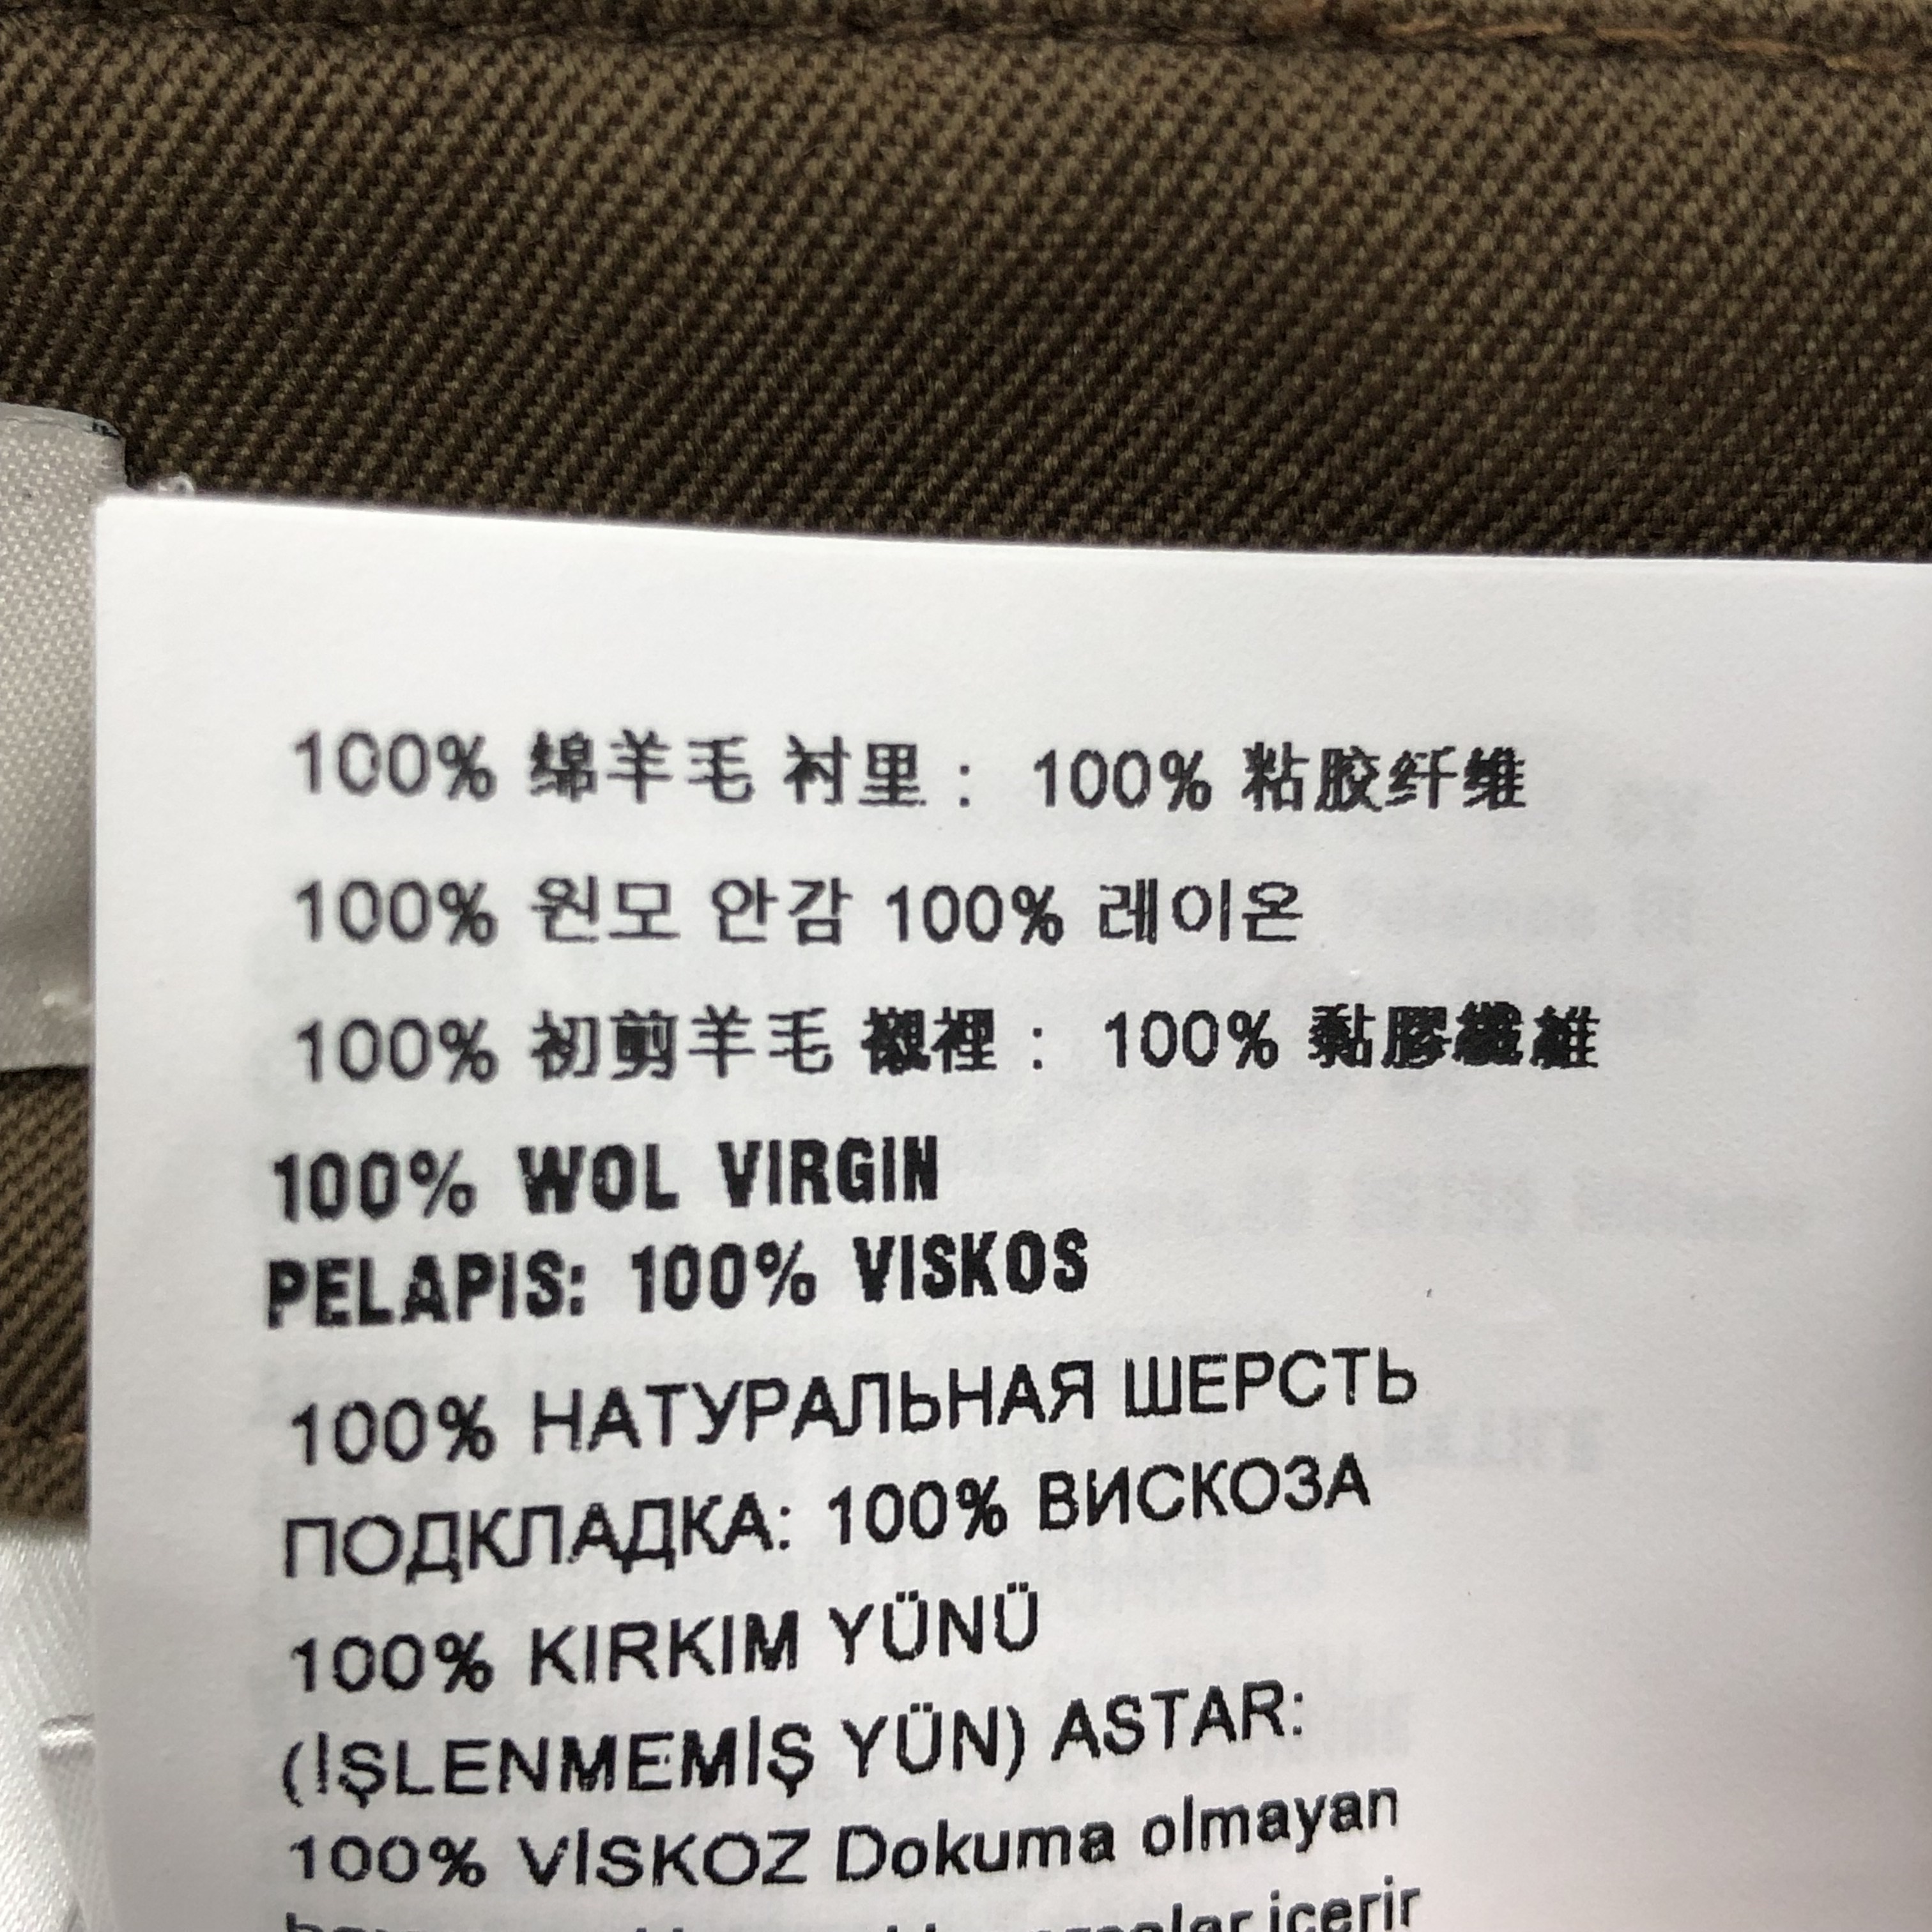 100% 绵羊毛 衬里： 100% 粘胶纤维
100% 원모 안감 100% 레이온
100% 初剪羊毛 襯裡： 100% 黏膠纖維
100% WOL VIRGIN
PELAPIS: 100% VISKOS
100% НАТУРАЛЬНАЯ ШЕРСТЬ
ПОДКЛАДКА: 100% ВИСКОЗА
100% KIRKIM YÜNÜ
(İŞLENMEMİŞ YÜN) ASTAR:
100% VİSKOZ Dokuma olmayan
içerir